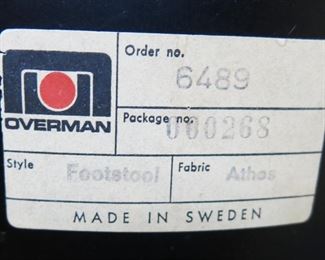 OVERMAN
Order no.
6489
Package no.
000268
Style Footstool
Fabric Athos
MADE IN SWEDEN